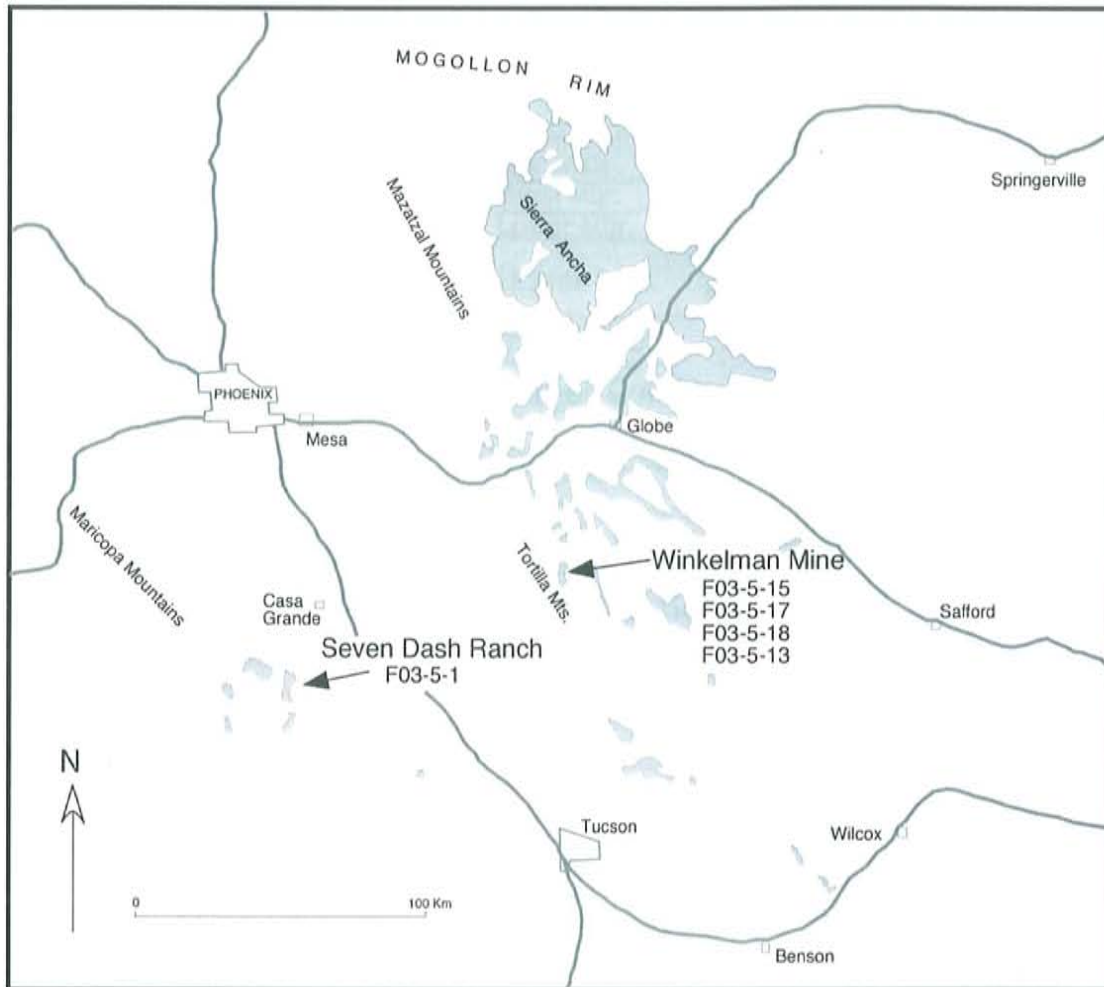 MOGOLLON RIM
Springerville
Mazatzal Mountains
Sierra Ancha
PHOENIX
Mesa
Globe
Maricopa Mountains
Tortilla Mts.
Winkelman Mine
F03-5-15
F03-5-17
F03-5-18
F03-5-13
Casa
Grande
Safford
Seven Dash Ranch
F03-5-1
N
Tucson
Wilcox
0 100 Km
Benson